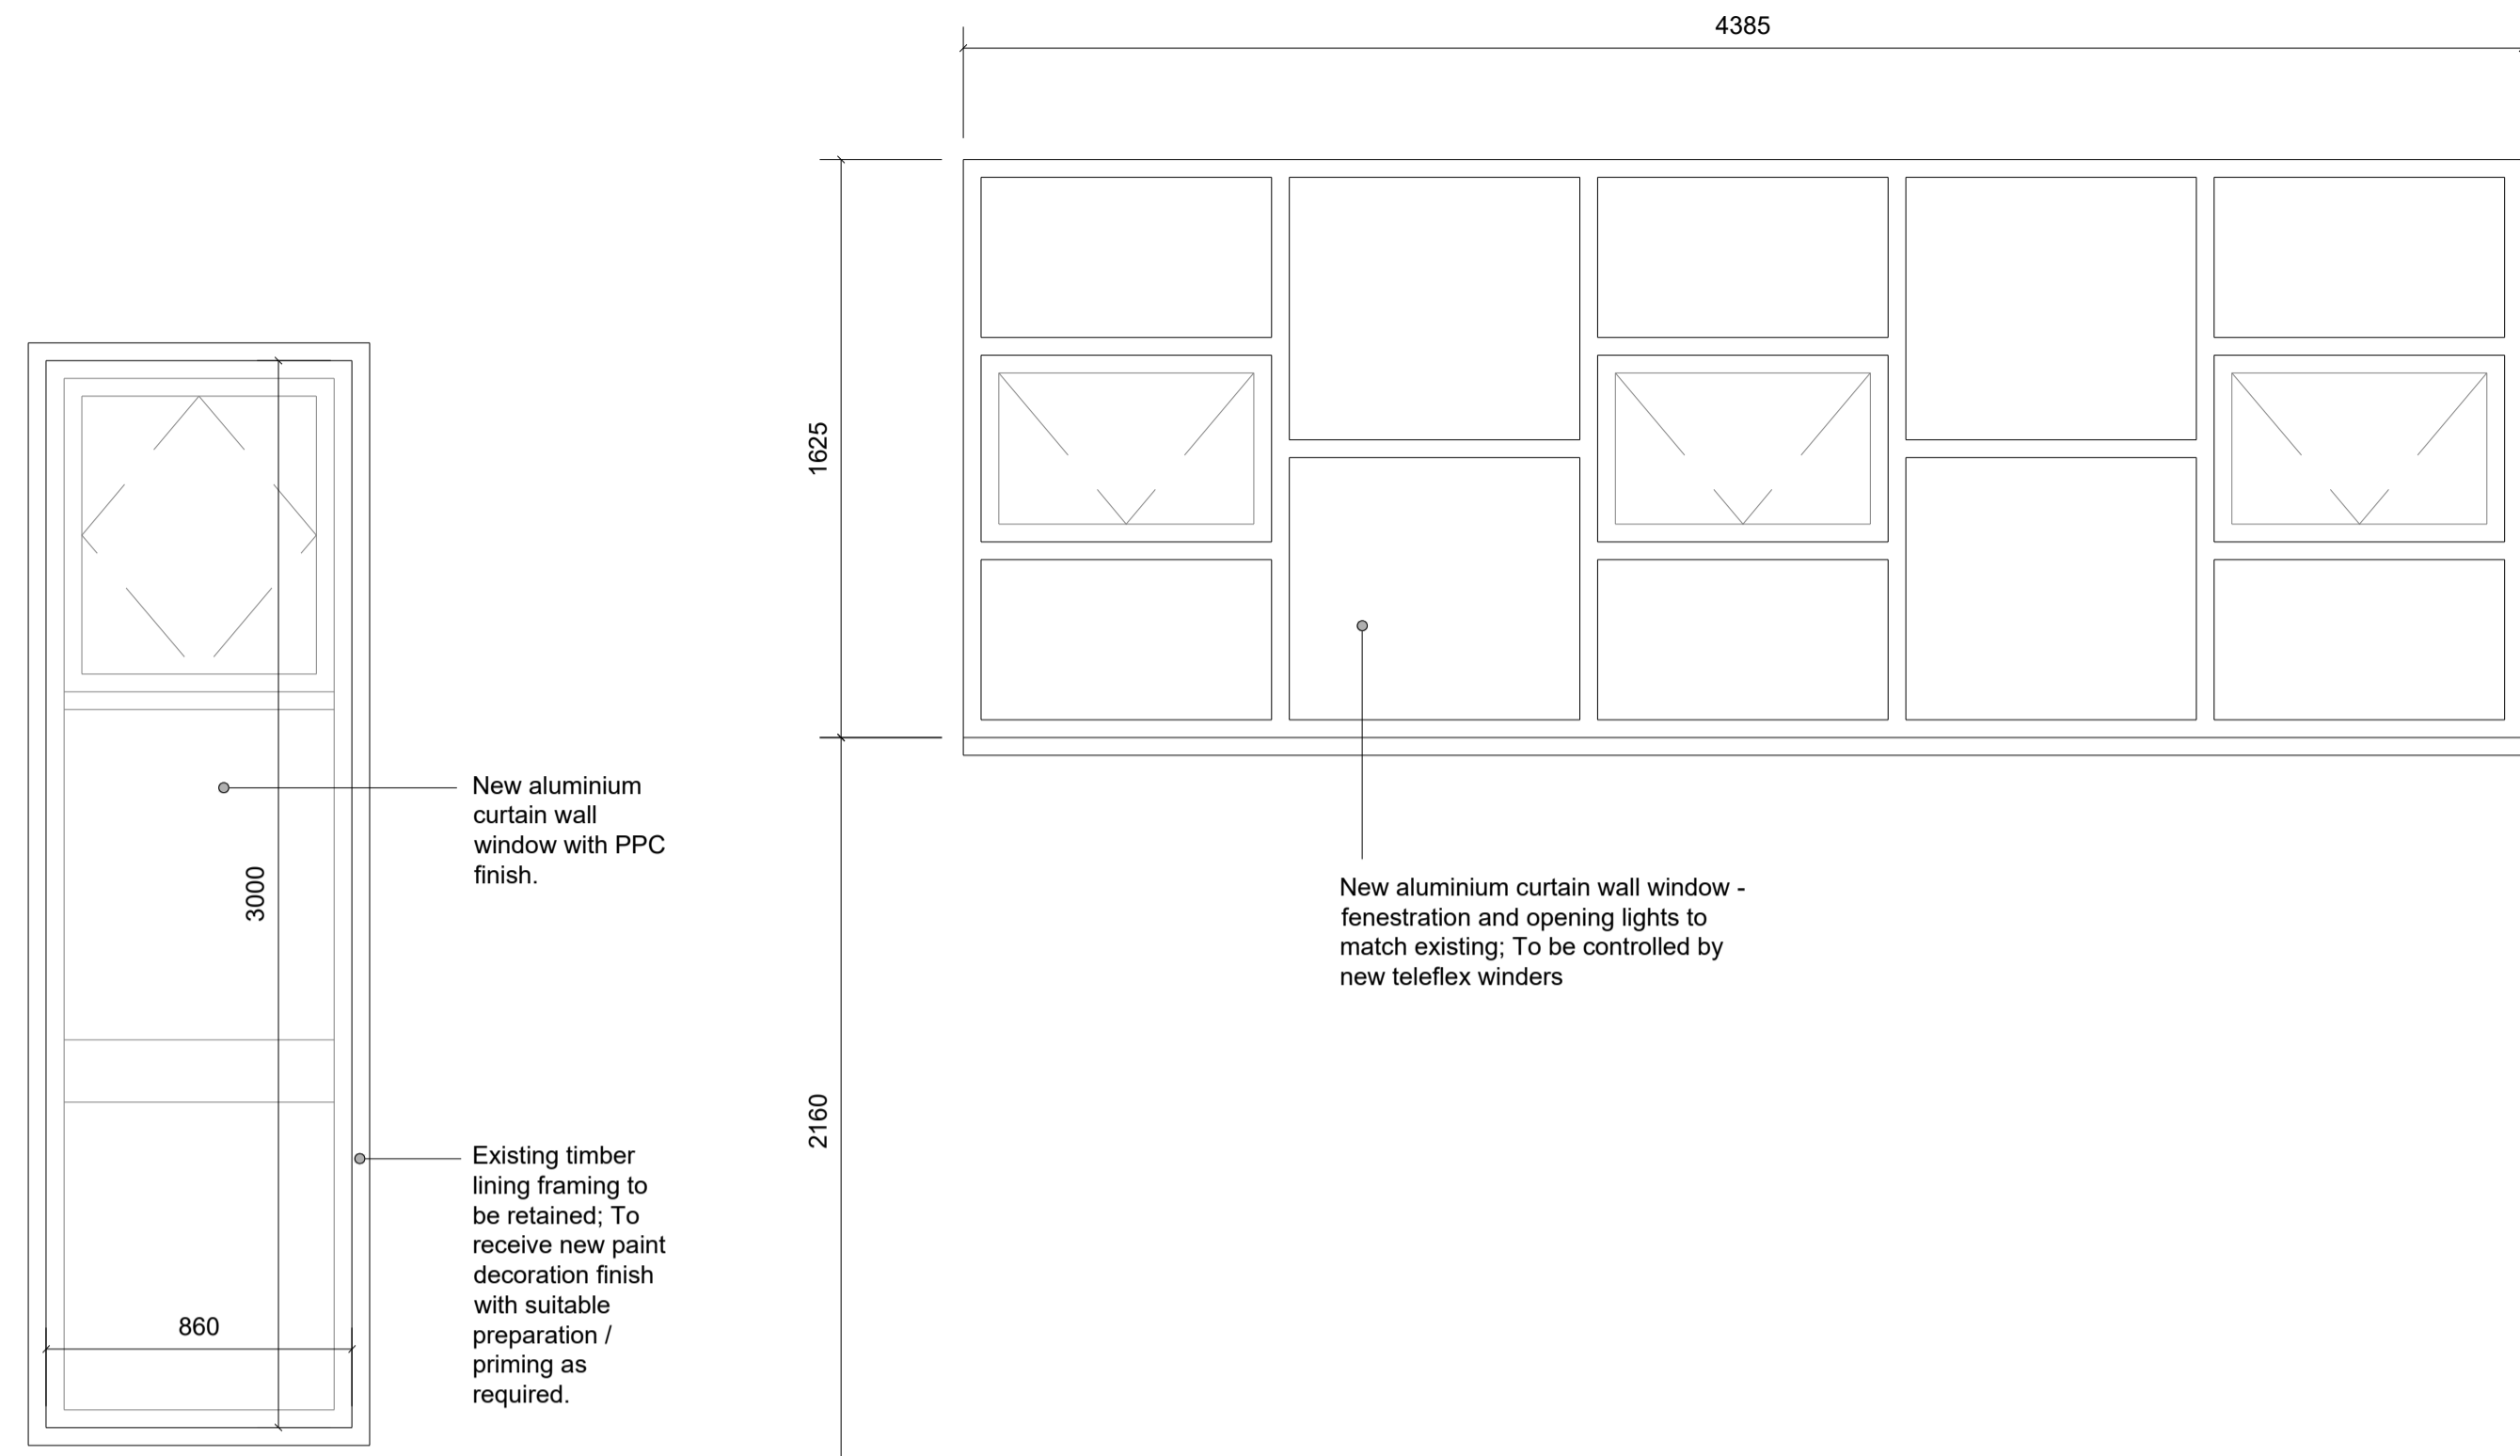 4385
1625
New aluminium
curtain wall
window with PPC
finish.
3000
New aluminium curtain wall window -
fenestration and opening lights to
match existing; To be controlled by
new teleflex winders
2160
Existing timber
lining framing to
be retained; To
receive new paint
decoration finish
with suitable
preparation /
priming as
required.
860